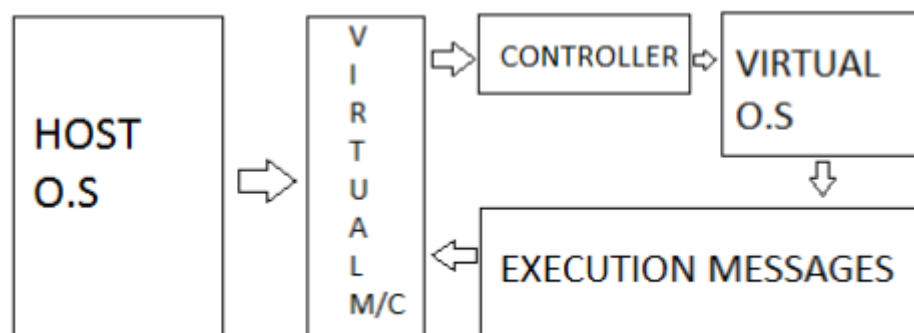 HOST
O.S
V
I
R
T
U
A
L
M/C
CONTROLLER
VIRTUAL
O.S
EXECUTION MESSAGES